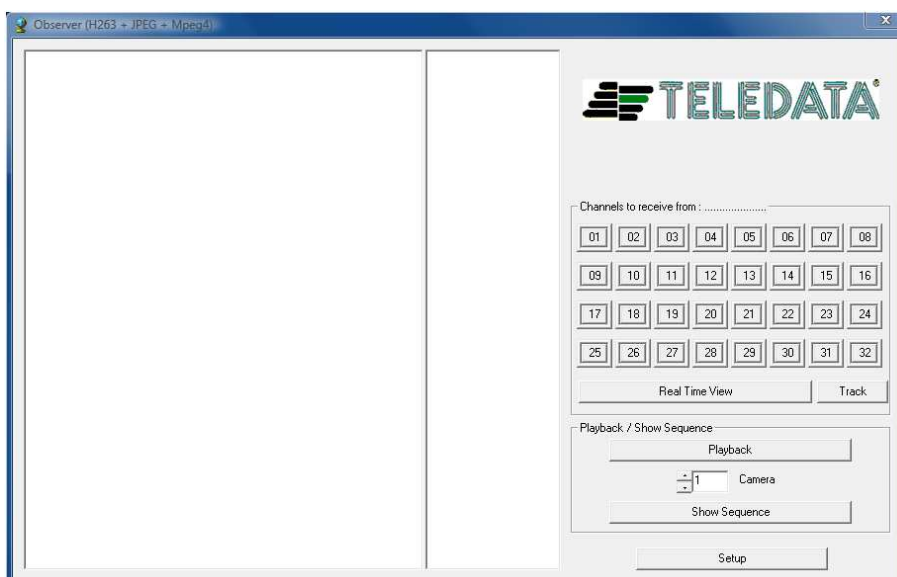 Observer (H263 + JPEG + Mpeg4)
TELEDATA®
Channels to receive from : .....................
01 02 03 04 05 06 07 08
09 10 11 12 13 14 15 16
17 18 19 20 21 22 23 24
25 26 27 28 29 30 31 32
Real Time View Track
Playback / Show Sequence
Playback
1 Camera
Show Sequence
Setup